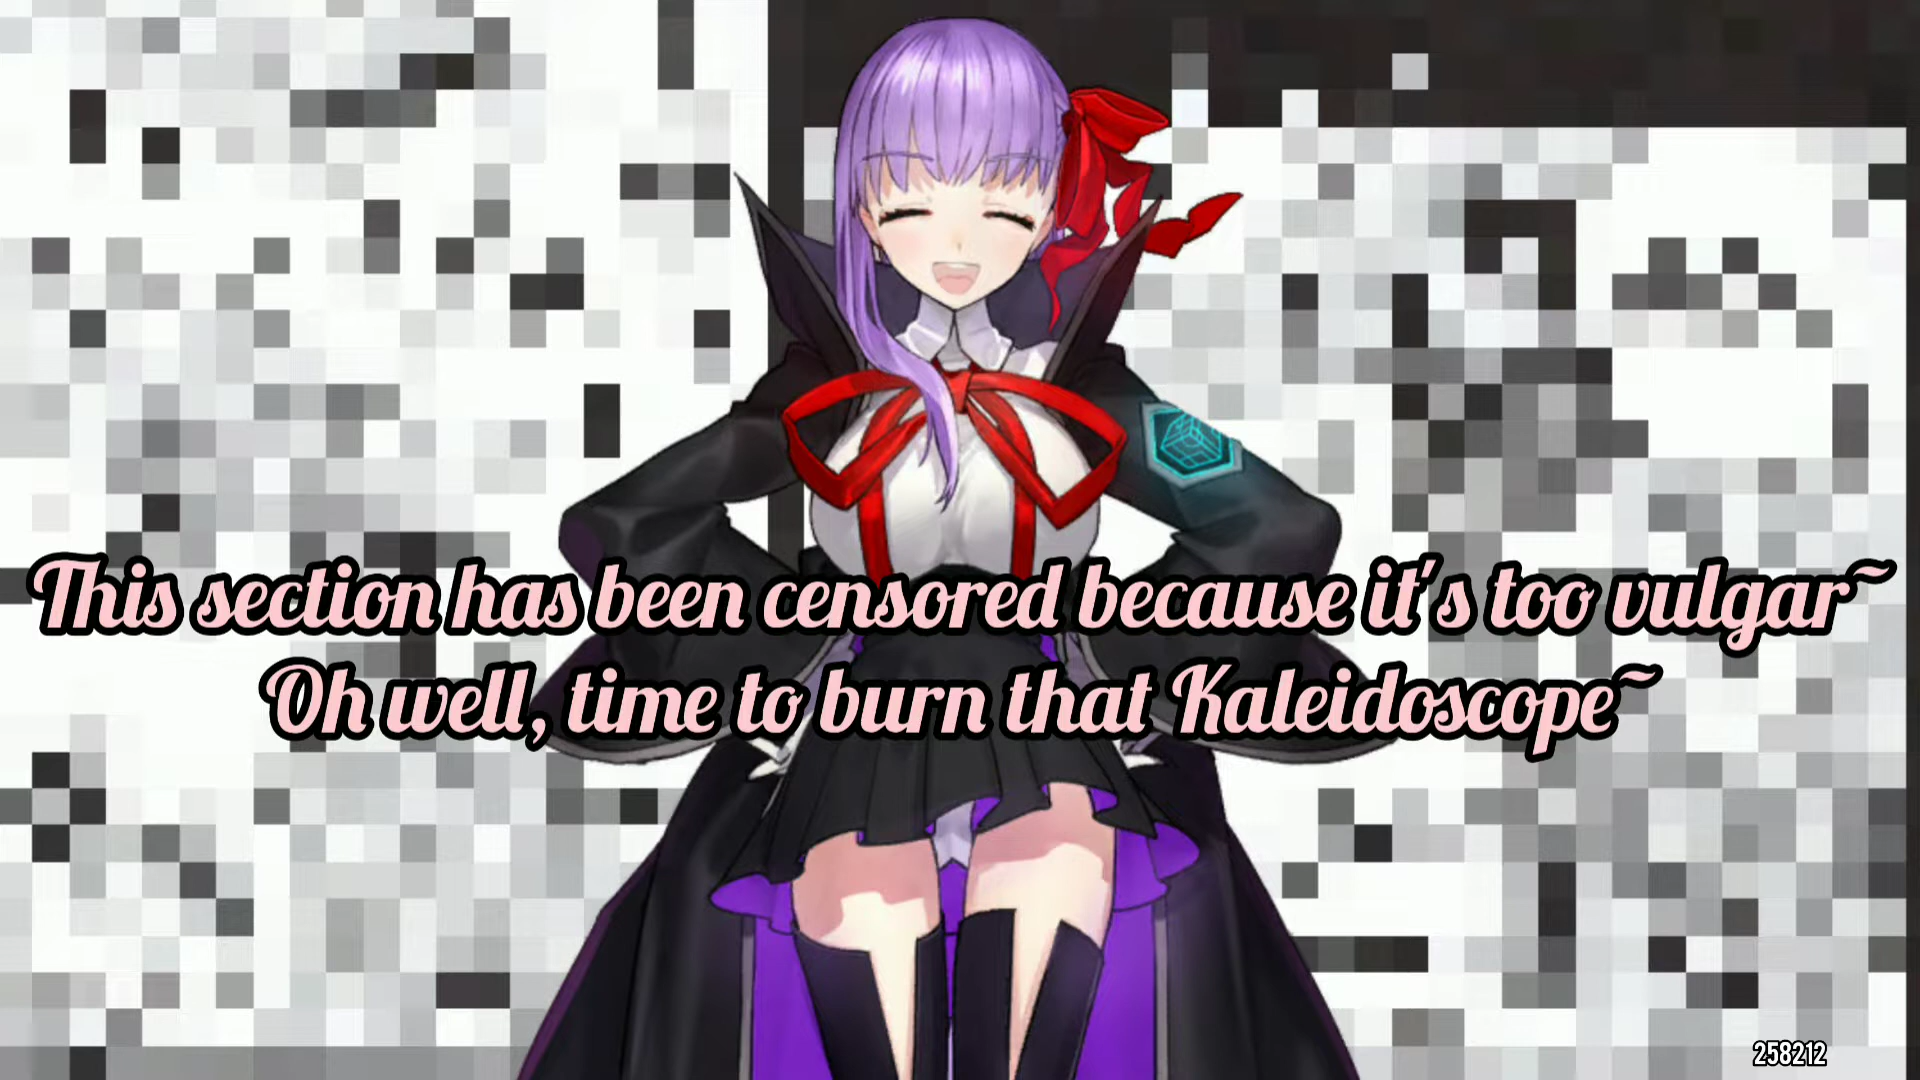 This section has been censored because it's too vulgar~
Oh well, time to burn that Kaleidoscope~
258212